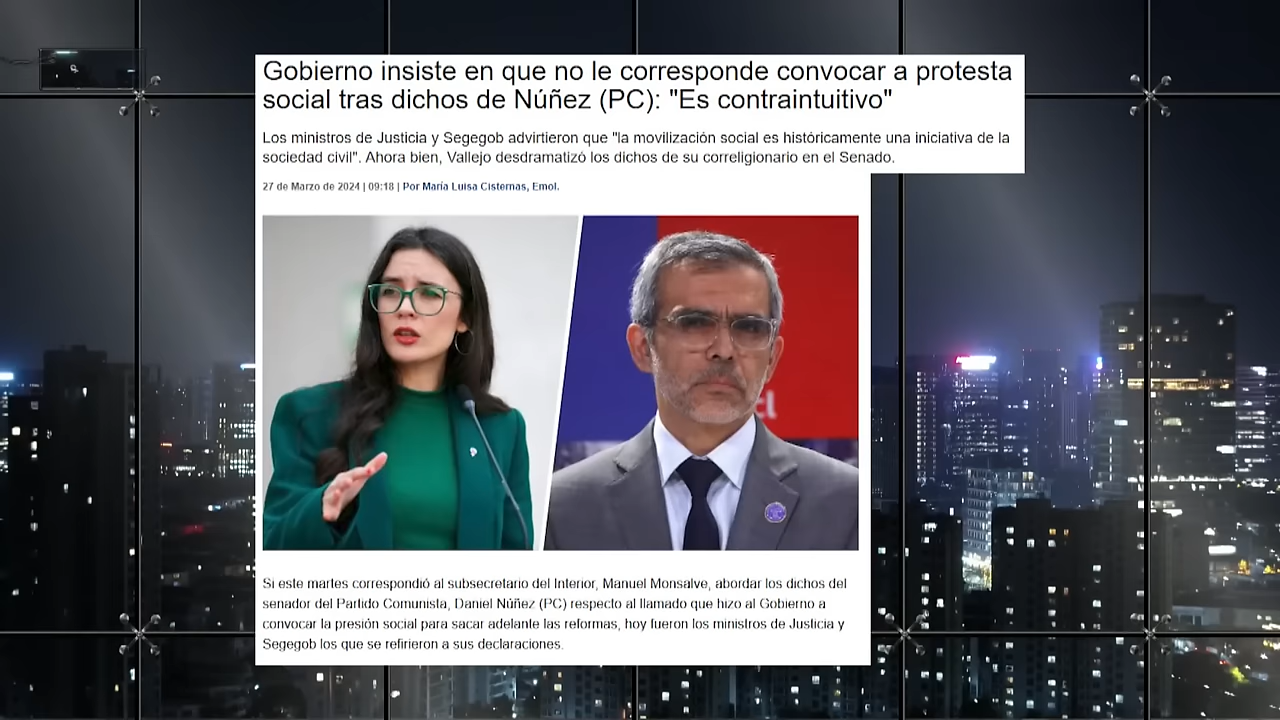 Gobierno insiste en que no le corresponde convocar a protesta
social tras dichos de Núñez (PC): "Es contraintuitivo"
Los ministros de Justicia y Segegob advirtieron que "la movilización social es históricamente una iniciativa de la
sociedad civil". Ahora bien, Vallejo desdramatizó los dichos de su correligionario en el Senado.
27 de Marzo de 2024 | 09:18 | Por María Luisa Cisternas, Emol.
cl
Si este martes correspondió al subsecretario del Interior, Manuel Monsalve, abordar los dichos del
senador del Partido Comunista, Daniel Núñez (PC) respecto al llamado que hizo al Gobierno a
convocar la presión social para sacar adelante las reformas, hoy fueron los ministros de Justicia y
Segegob los que se refirieron a sus declaraciones.